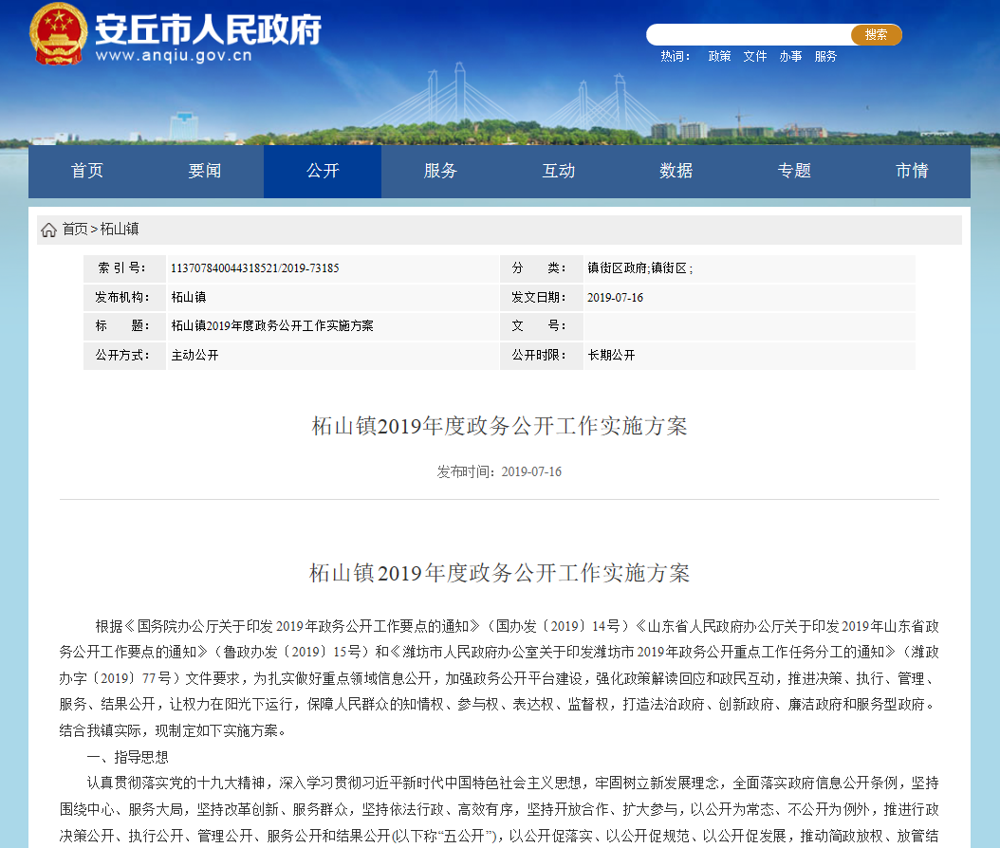 安丘市人民政府
www.anqiu.gov.cn
搜索
热词： 政策 文件 办事 服务
首页 要闻 公开 服务 互动 数据 专题 市情
首页 > 柘山镇
索 引 号： 113707840044318521/2019-73185 分 类： 镇街区政府;镇街区 ;
发布机构： 柘山镇 发文日期： 2019-07-16
标 题： 柘山镇2019年度政务公开工作实施方案 文 号：
公开方式： 主动公开 公开时限： 长期公开
柘山镇2019年度政务公开工作实施方案
发布时间：2019-07-16
柘山镇2019年度政务公开工作实施方案
根据《国务院办公厅关于印发2019年政务公开工作要点的通知》（国办发〔2019〕14号）《山东省人民政府办公厅关于印发2019年山东省政
务公开工作要点的通知》（鲁政办发〔2019〕15号）和《潍坊市人民政府办公室关于印发潍坊市2019年政务公开重点工作任务分工的通知》（潍政
办字〔2019〕77号）文件要求，为扎实做好重点领域信息公开，加强政务公开平台建设，强化政策解读回应和政民互动，推进决策、执行、管理、
服务、结果公开，让权力在阳光下运行，保障人民群众的知情权、参与权、表达权、监督权，打造法治政府、创新政府、廉洁政府和服务型政府。
结合我镇实际，现制定如下实施方案。
一、指导思想
认真贯彻落实党的十九大精神，深入学习贯彻习近平新时代中国特色社会主义思想，牢固树立新发展理念，全面落实政府信息公开条例，坚持
围绕中心、服务大局，坚持改革创新、服务群众，坚持依法行政、高效有序，坚持开放合作、扩大参与，以公开为常态、不公开为例外，推进行政
决策公开、执行公开、管理公开、服务公开和结果公开(以下称“五公开”)，以公开促落实、以公开促规范、以公开促发展，推动简政放权、放管结